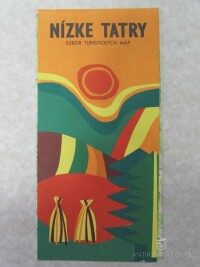 NÍZKE TATRY
SÚBOR TURISTICKÝCH MÁP